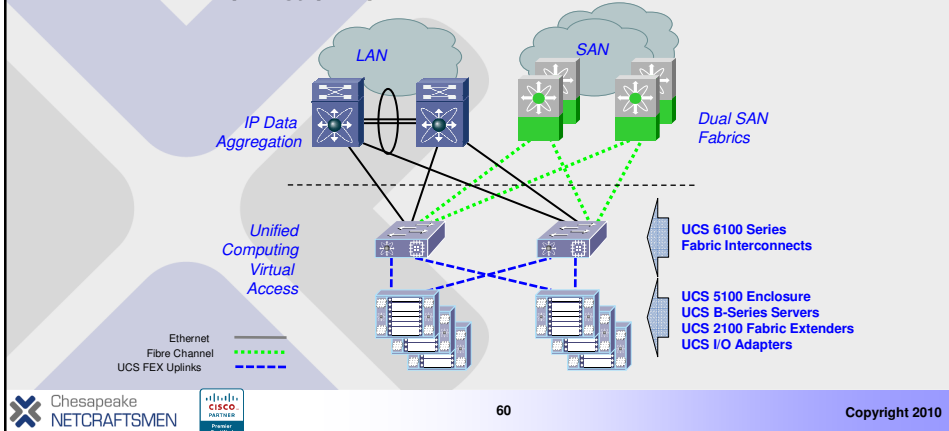 LAN
SAN
IP Data
Aggregation
Dual SAN
Fabrics
Unified
Computing
Virtual
Access
UCS 6100 Series
Fabric Interconnects
UCS 5100 Enclosure
UCS B-Series Servers
UCS 2100 Fabric Extenders
UCS I/O Adapters
Ethernet
Fibre Channel
UCS FEX Uplinks
Chesapeake
NETCRAFTSMEN
CISCO
PARTNER
Premier
60
Copyright 2010